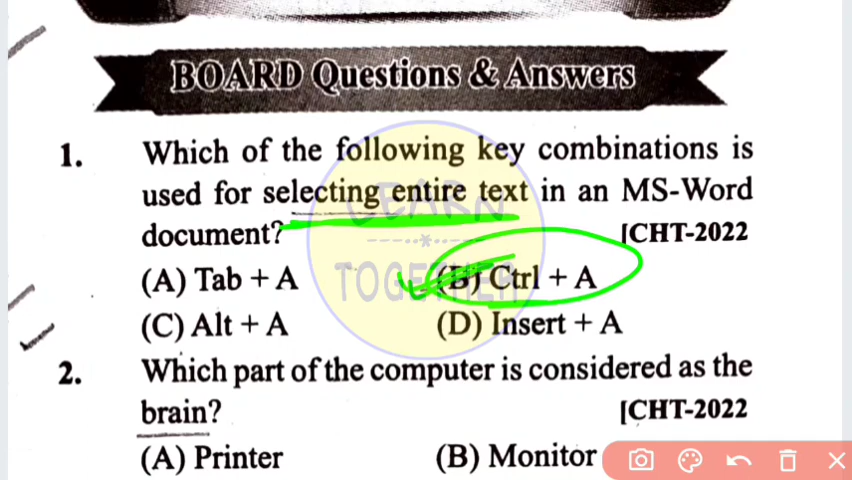 BOARD Questions & Answers
1. Which of the following key combinations is
used for selecting entire text in an MS-Word
document? [CHT-2022
(A) Tab + A (B) Ctrl + A
(C) Alt + A (D) Insert + A
2. Which part of the computer is considered as the
brain? [CHT-2022
(A) Printer (B) Monitor
LEARN
TOGETHER